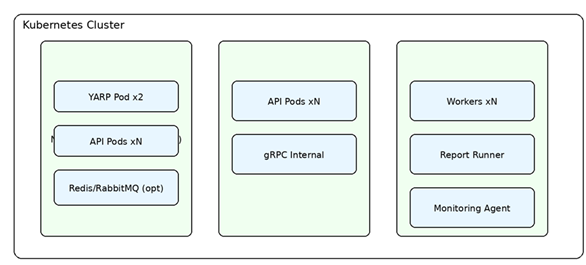 Kubernetes Cluster
YARP Pod x2
API Pods xN
Redis/RabbitMQ (opt)
API Pods xN
gRPC Internal
Workers xN
Report Runner
Monitoring Agent